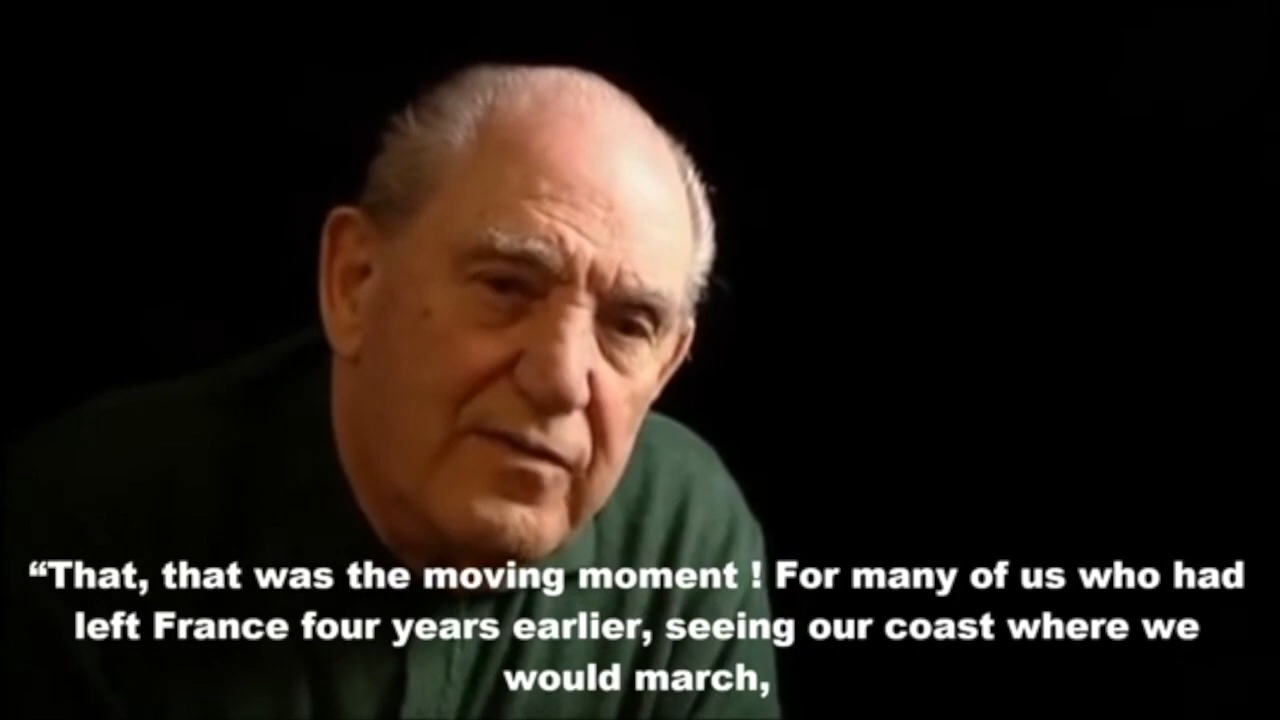 “That, that was the moving moment ! For many of us who had
left France four years earlier, seeing our coast where we
would march,